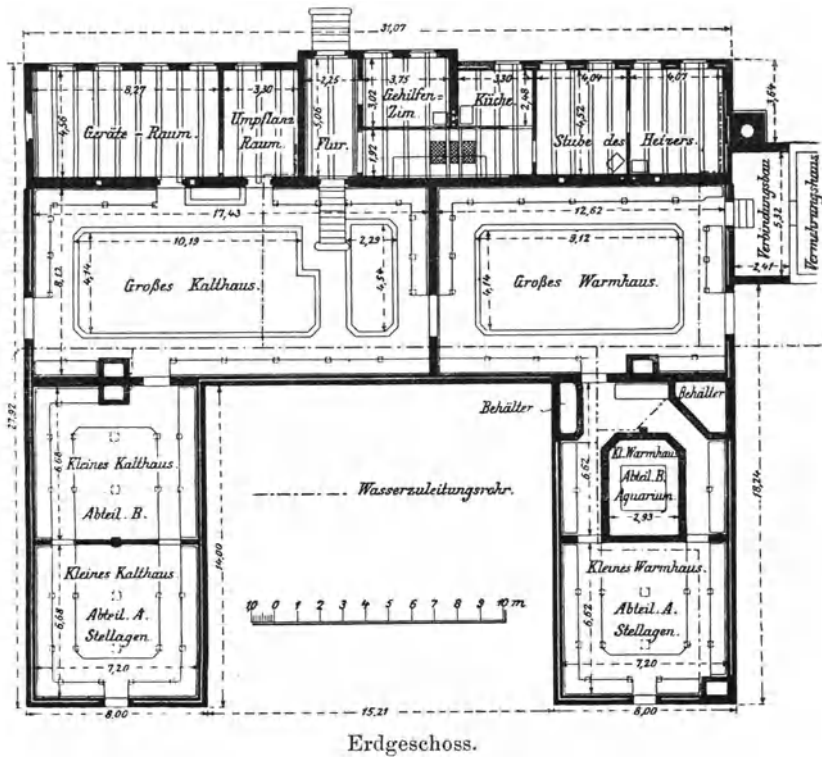 31,07
8,27
3,30
2,25
3,75
3,30
4,04
4,07
4,56
5,06
3,02
2,48
4,52
3,64
Geräte-Raum.
Umpflanz
Raum.
Flur.
Gehilfen=
Zim.
Küche.
Stube des
Heizers.
1,92
17,43
12,62
10,19
2,29
9,12
8,12
4,14
4,54
4,14
Großes Kalthaus.
Großes Warmhaus.
Verbindungsbau
5,32
2,41
Vermehrungshaus
27,92
Behälter
Behälter
6,68
Kleines Kalthaus.
Abteil. B.
6,62
Kl. Warmhaus
Abteil. B.
Aquarium
2,93
18,24
Wasserzuleitungsrohr.
14,00
10 0 1 2 3 4 5 6 7 8 9 10 m
6,68
Kleines Kalthaus
Abteil. A.
Stellagen
7,20
6,62
Kleines Warmhaus.
Abteil. A.
Stellagen.
7,20
8,00
15,21
8,00
Erdgeschoss.